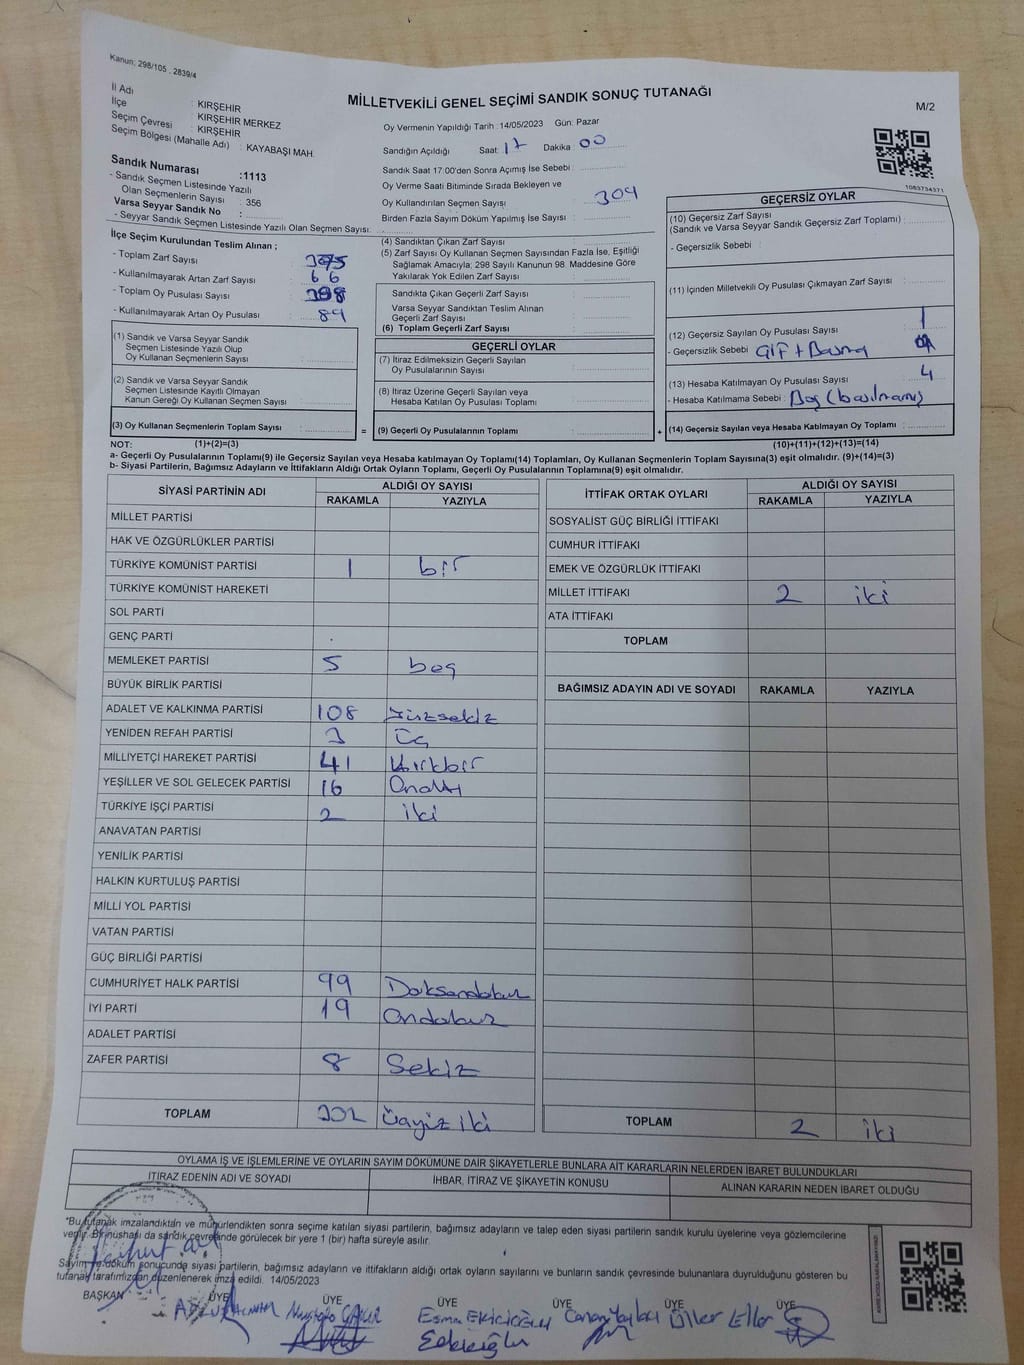 Kanun; 298/105 . 2839/4
MİLLETVEKİLİ GENEL SEÇİMİ SANDIK SONUÇ TUTANAĞI
M/2
İl Adı : KIRŞEHİR
İlçe : KIRŞEHİR MERKEZ
Seçim Çevresi : KIRŞEHİR
Seçim Bölgesi (Mahalle Adı) : KAYABAŞI MAH.
Sandık Numarası :1113
- Sandık Seçmen Listesinde Yazılı
Olan Seçmenlerin Sayısı : 356
Varsa Seyyar Sandık No :
- Seyyar Sandık Seçmen Listesinde Yazılı Olan Seçmen Sayısı:
Oy Vermenin Yapıldığı Tarih :14/05/2023 Gün: Pazar
Sandığın Açıldığı Saat: 17 Dakika 00
Sandık Saat 17:00'den Sonra Açımış İse Sebebi :
Oy Verme Saati Bitiminde Sırada Bekleyen ve
Oy Kullandırılan Seçmen Sayısı : 304
Birden Fazla Sayım Döküm Yapılmış İse Sayısı :
1083734371
İlçe Seçim Kurulundan Teslim Alınan ;
- Toplam Zarf Sayısı : 375
- Kullanılmayarak Artan Zarf Sayısı : 66
- Toplam Oy Pusulası Sayısı : 398
- Kullanılmayarak Artan Oy Pusulası : 89
(1) Sandık ve Varsa Seyyar Sandık
Seçmen Listesinde Yazılı Olup
Oy Kullanan Seçmenlerin Sayısı :
(2) Sandık ve Varsa Seyyar Sandık
Seçmen Listesinde Kayıtlı Olmayan
Kanun Gereği Oy Kullanan Seçmen Sayısı :
(3) Oy Kullanan Seçmenlerin Toplam Sayısı :
(4) Sandıktan Çıkan Zarf Sayısı :
(5) Zarf Sayısı Oy Kullanan Seçmen Sayısından Fazla İse, Eşitliği
Sağlamak Amacıyla; 298 Sayılı Kanunun 98. Maddesine Göre
Yakılarak Yok Edilen Zarf Sayısı :
Sandıkta Çıkan Geçerli Zarf Sayısı :
Varsa Seyyar Sandıktan Teslim Alınan
Geçerli Zarf Sayısı :
(6) Toplam Geçerli Zarf Sayısı :
GEÇERLİ OYLAR
(7) İtiraz Edilmeksizin Geçerli Sayılan
Oy Pusulalarının Sayısı :
(8) İtiraz Üzerine Geçerli Sayılan veya
Hesaba Katılan Oy Pusulası Toplamı :
= (9) Geçerli Oy Pusulalarının Toplamı :
GEÇERSİZ OYLAR
(10) Geçersiz Zarf Sayısı
(Sandık ve Varsa Seyyar Sandık Geçersiz Zarf Toplamı) :
- Geçersizlik Sebebi :
(11) İçinden Milletvekili Oy Pusulası Çıkmayan Zarf Sayısı :
(12) Geçersiz Sayılan Oy Pusulası Sayısı : 1
- Geçersizlik Sebebi : Çift + Basma
(13) Hesaba Katılmayan Oy Pusulası Sayısı : 4
- Hesaba Katılmama Sebebi : Boş (basılmamış)
+ (14) Geçersiz Sayılan veya Hesaba Katılmayan Oy Toplamı :
NOT: (1)+(2)=(3) (10)+(11)+(12)+(13)=(14)
a- Geçerli Oy Pusulalarının Toplamı(9) ile Geçersiz Sayılan veya Hesaba katılmayan Oy Toplamı(14) Toplamları, Oy Kullanan Seçmenlerin Toplam Sayısına(3) eşit olmalıdır. (9)+(14)=(3)
b- Siyasi Partilerin, Bağımsız Adayların ve İttifakların Aldığı Ortak Oyların Toplamı, Geçerli Oy Pusulalarının Toplamına(9) eşit olmalıdır.
SİYASİ PARTİNİN ADI ALDIĞI OY SAYISI
RAKAMLA YAZIYLA
MİLLET PARTİSİ
HAK VE ÖZGÜRLÜKLER PARTİSİ
TÜRKİYE KOMÜNİST PARTİSİ 1 bir
TÜRKİYE KOMÜNİST HAREKETİ
SOL PARTİ
GENÇ PARTİ
MEMLEKET PARTİSİ 5 beş
BÜYÜK BİRLİK PARTİSİ
ADALET VE KALKINMA PARTİSİ 108 yüzsekiz
YENİDEN REFAH PARTİSİ 3 üç
MİLLİYETÇİ HAREKET PARTİSİ 41 kırkbir
YEŞİLLER VE SOL GELECEK PARTİSİ 16 Onaltı
TÜRKİYE İŞÇİ PARTİSİ 2 iki
ANAVATAN PARTİSİ
YENİLİK PARTİSİ
HALKIN KURTULUŞ PARTİSİ
MİLLİ YOL PARTİSİ
VATAN PARTİSİ
GÜÇ BİRLİĞİ PARTİSİ
CUMHURİYET HALK PARTİSİ 99 Doksandokuz
İYİ PARTİ 19 Ondokuz
ADALET PARTİSİ
ZAFER PARTİSİ 8 Sekiz
TOPLAM 302 Üçyüziki
İTTİFAK ORTAK OYLARI ALDIĞI OY SAYISI
RAKAMLA YAZIYLA
SOSYALİST GÜÇ BİRLİĞİ İTTİFAKI
CUMHUR İTTİFAKI
EMEK VE ÖZGÜRLÜK İTTİFAKI
MİLLET İTTİFAKI 2 iki
ATA İTTİFAKI
TOPLAM
BAĞIMSIZ ADAYIN ADI VE SOYADI RAKAMLA YAZIYLA
TOPLAM 2 iki
OYLAMA İŞ VE İŞLEMLERİNE VE OYLARIN SAYIM DÖKÜMÜNE DAİR ŞİKAYETLERLE BUNLARA AİT KARARLARIN NELERDEN İBARET BULUNDUKLARI
İTİRAZ EDENİN ADI VE SOYADI İHBAR, İTİRAZ VE ŞİKAYETİN KONUSU ALINAN KARARIN NEDEN İBARET OLDUĞU
"Bu tutanak imzalandıktan ve mühürlendikten sonra seçime katılan siyasi partilerin, bağımsız adayların ve talep eden siyasi partilerin sandık kurulu üyelerine veya gözlemcilerine
verilir. Bir nüshası da sandık çevresinde görülecek bir yere 1 (bir) hafta süreyle asılır.
Sayım ve döküm sonucunda siyasi partilerin, bağımsız adayların ve ittifakların aldığı ortak oyların sayılarını ve bunların sandık çevresinde bulunanlara duyrulduğunu gösteren bu
tutanak tarafımızdan düzenlenerek imza edildi. 14/05/2023
BAŞKAN ÜYE ÜYE ÜYE ÜYE ÜYE ÜYE
Esma EKİCİOĞLU
Ülker Eller